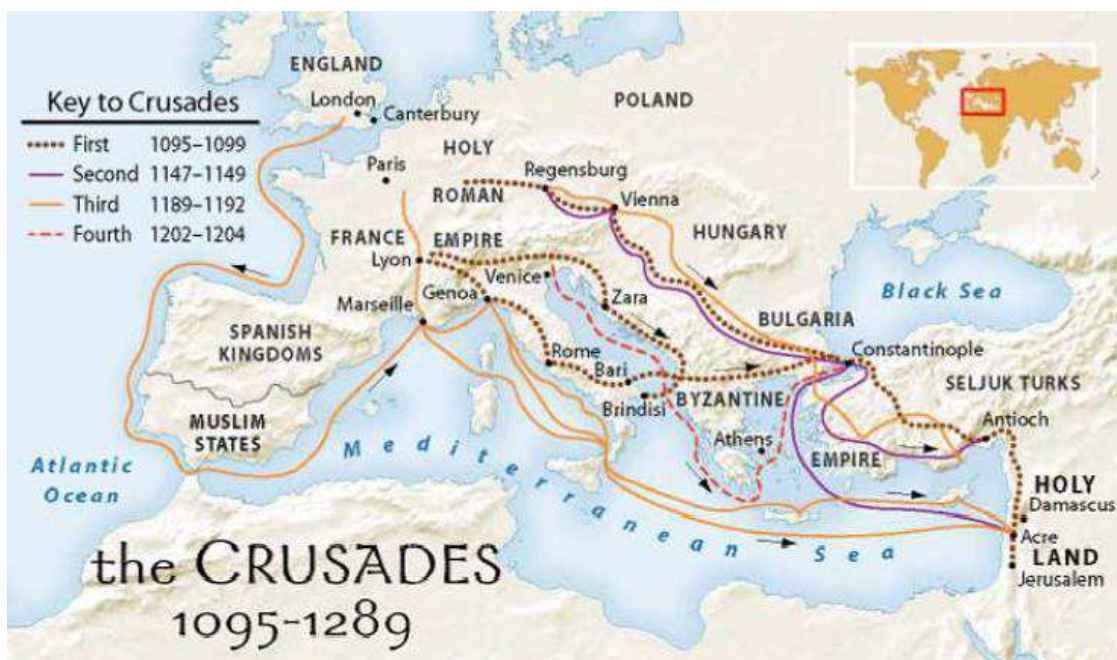 Key to Crusades
First 1095–1099
Second 1147–1149
Third 1189–1192
Fourth 1202–1204
ENGLAND
London
Canterbury
POLAND
HOLY
Paris
Regensburg
ROMAN
Vienna
FRANCE
EMPIRE
HUNGARY
Lyon
Venice
Genoa
Zara
Black Sea
Marseille
BULGARIA
SPANISH
KINGDOMS
Rome
Constantinople
Bari
SELJUK TURKS
MUSLIM
STATES
Brindisi
BYZANTINE
Antioch
Athens
Atlantic
Ocean
Mediterranean Sea
EMPIRE
HOLY
Damascus
Acre
LAND
Jerusalem
the CRUSADES
1095-1289